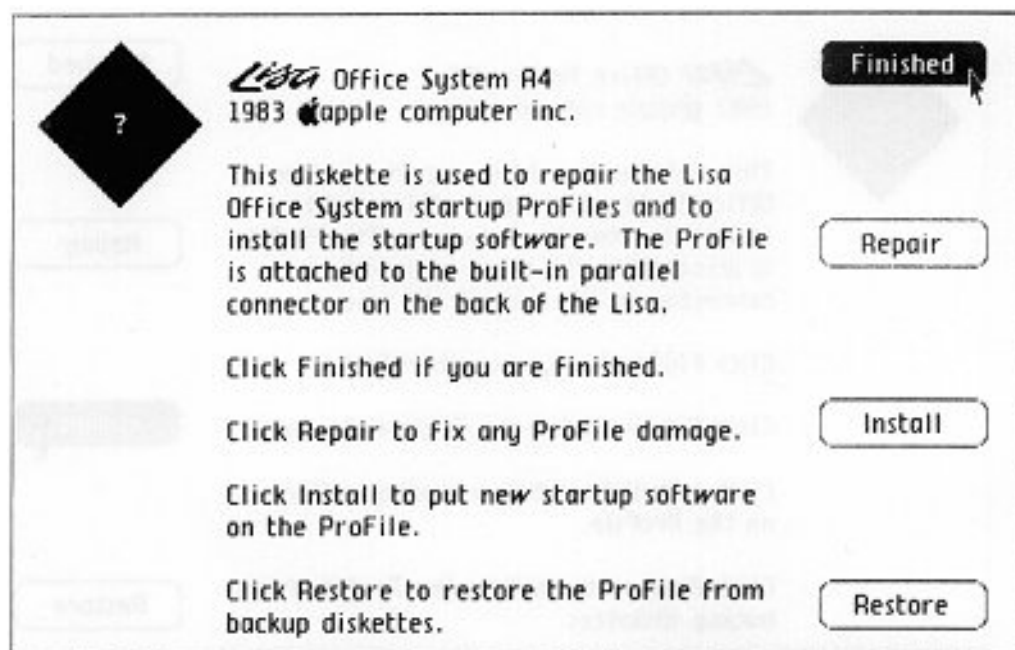 ?
Lisa Office System A4
1983 apple computer inc.
Finished
This diskette is used to repair the Lisa
Office System startup ProFiles and to
install the startup software. The ProFile
is attached to the built-in parallel
connector on the back of the Lisa.
Repair
Click Finished if you are finished.
Click Repair to fix any ProFile damage.
Install
Click Install to put new startup software
on the ProFile.
Click Restore to restore the ProFile from
backup diskettes.
Restore